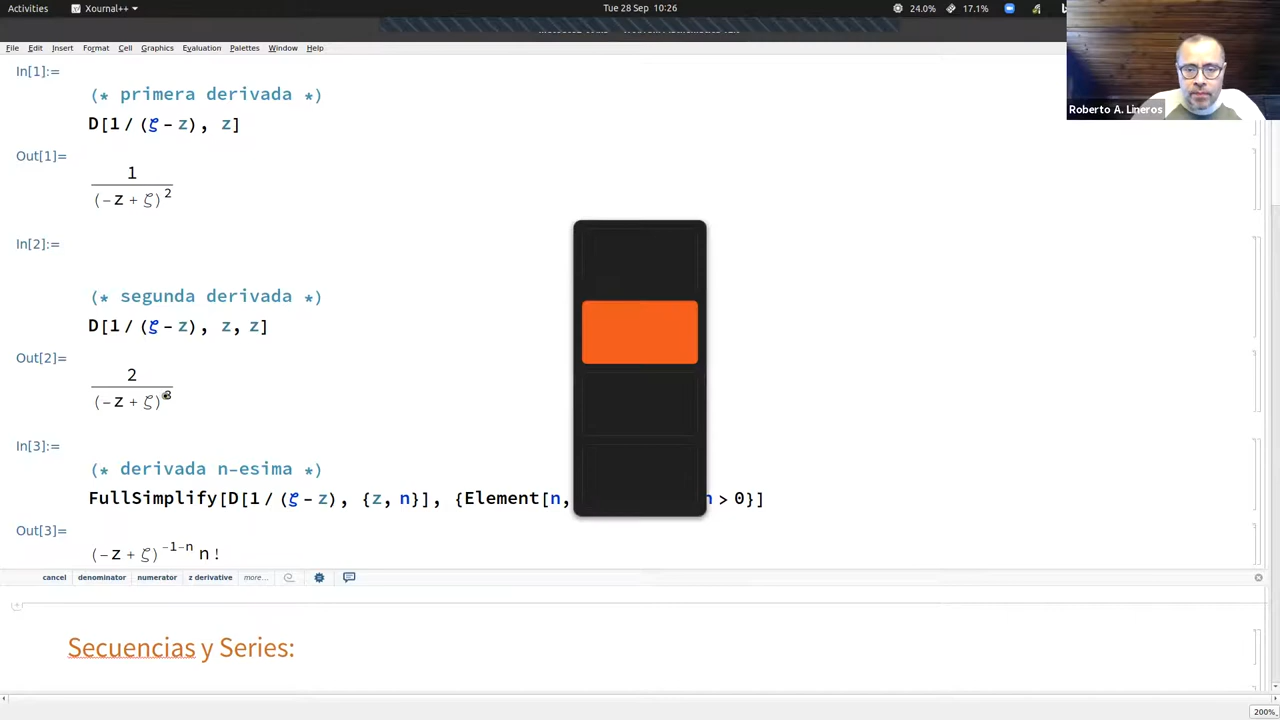 Activities Xournal++ Tue 28 Sep 10:26 24.0% 17.1%
File Edit Insert Format Cell Graphics Evaluation Palettes Window Help
Roberto A. Lineros
In[1]:=
(* primera derivada *)
D[1/(ζ-z), z]
Out[1]=
1
(-z+ζ)^2
In[2]:=
(* segunda derivada *)
D[1/(ζ-z), z, z]
Out[2]=
2
(-z+ζ)
In[3]:=
(* derivada n-esima *)
FullSimplify[D[1/(ζ-z), {z, n}], {Element[n, n > 0}]
Out[3]=
(-z+ζ)^-1-n n!
cancel denominator numerator z derivative more...
Secuencias y Series:
200%